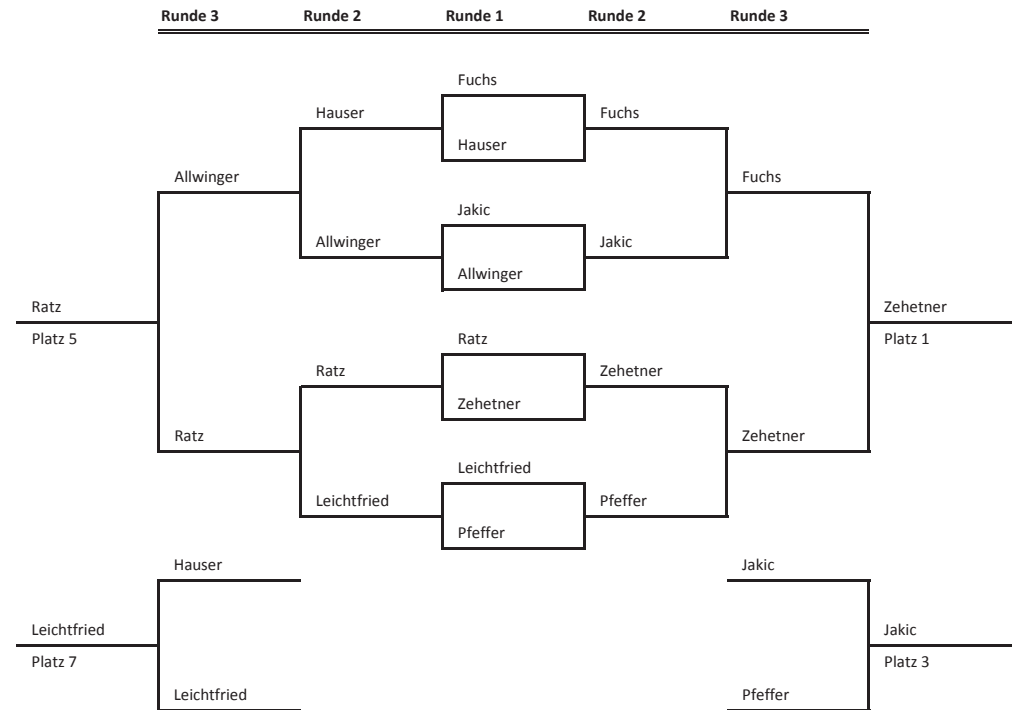 Runde 3 Runde 2 Runde 1 Runde 2 Runde 3
Fuchs
Hauser Fuchs
Hauser
Allwinger Fuchs
Jakic
Allwinger Jakic
Allwinger
Ratz Zehetner
Platz 5 Platz 1
Ratz
Ratz Zehetner
Zehetner
Ratz Zehetner
Leichtfried
Leichtfried Pfeffer
Pfeffer
Hauser Jakic
Leichtfried Jakic
Platz 7 Platz 3
Leichtfried Pfeffer